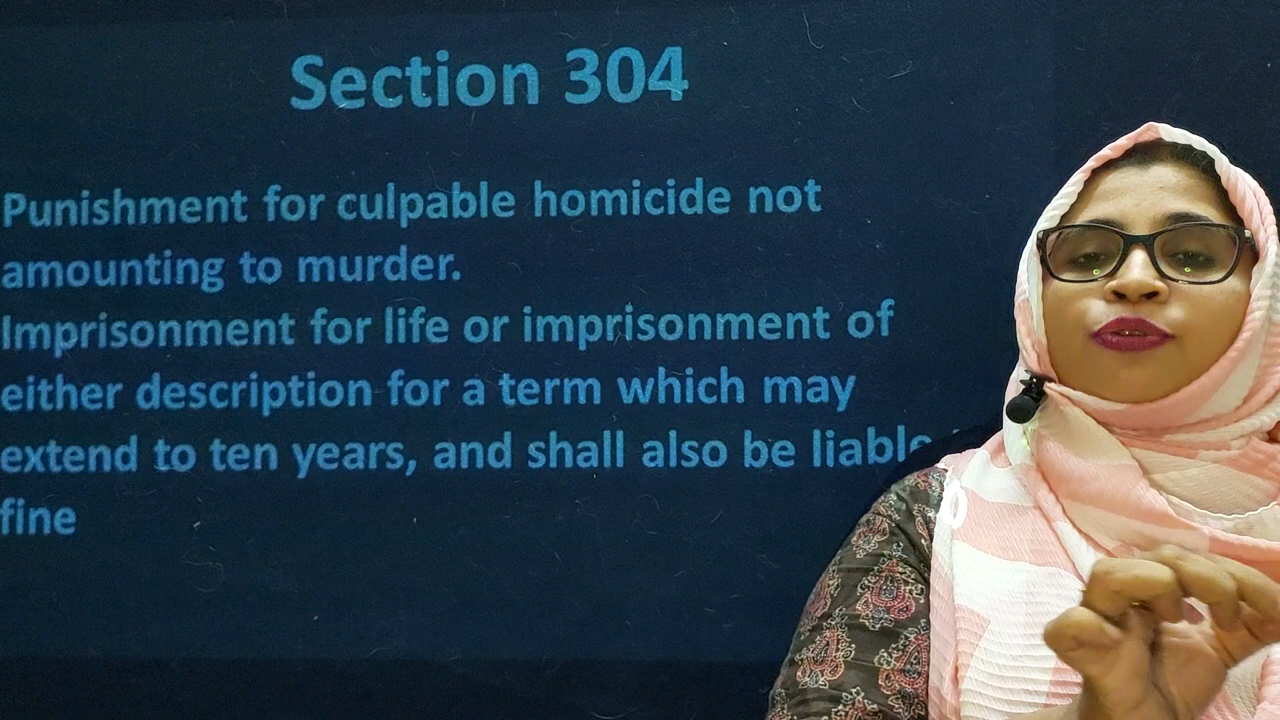 Section 304
Punishment for culpable homicide not
amounting to murder.
Imprisonment for life or imprisonment of
either description for a term which may
extend to ten years, and shall also be liable
fine